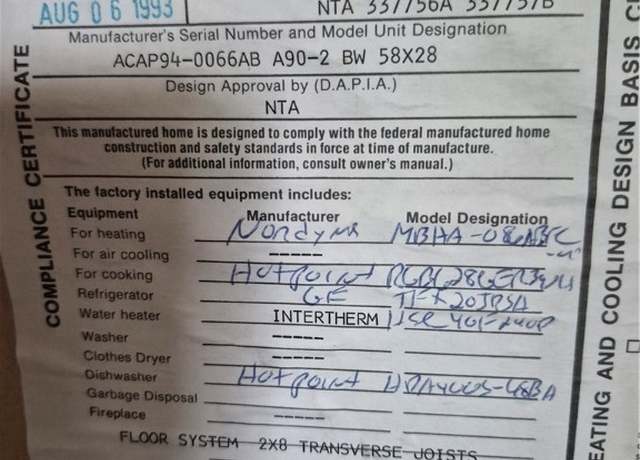 AUG 06 1993
NTA 337756A 337757B
Manufacturer's Serial Number and Model Unit Designation
ACAP94-0066AB A90-2 BW 58X28
Design Approval by (D.A.P.I.A.)
NTA
This manufactured home is designed to comply with the federal manufactured home
construction and safety standards in force at time of manufacture.
(For additional information, consult owner's manual.)
The factory installed equipment includes:
Equipment Manufacturer Model Designation
For heating Nordyne
For air cooling -----
For cooking Hotpoint
Refrigerator GE
Water heater INTERTHERM
Washer -----
Clothes Dryer -----
Dishwasher Hotpoint
Garbage Disposal
Fireplace -----
FLOOR SYSTEM 2X8 TRANSVERSE JOISTS
COMPLIANCE CERTIFICATE
EATING AND COOLING DESIGN BASIS